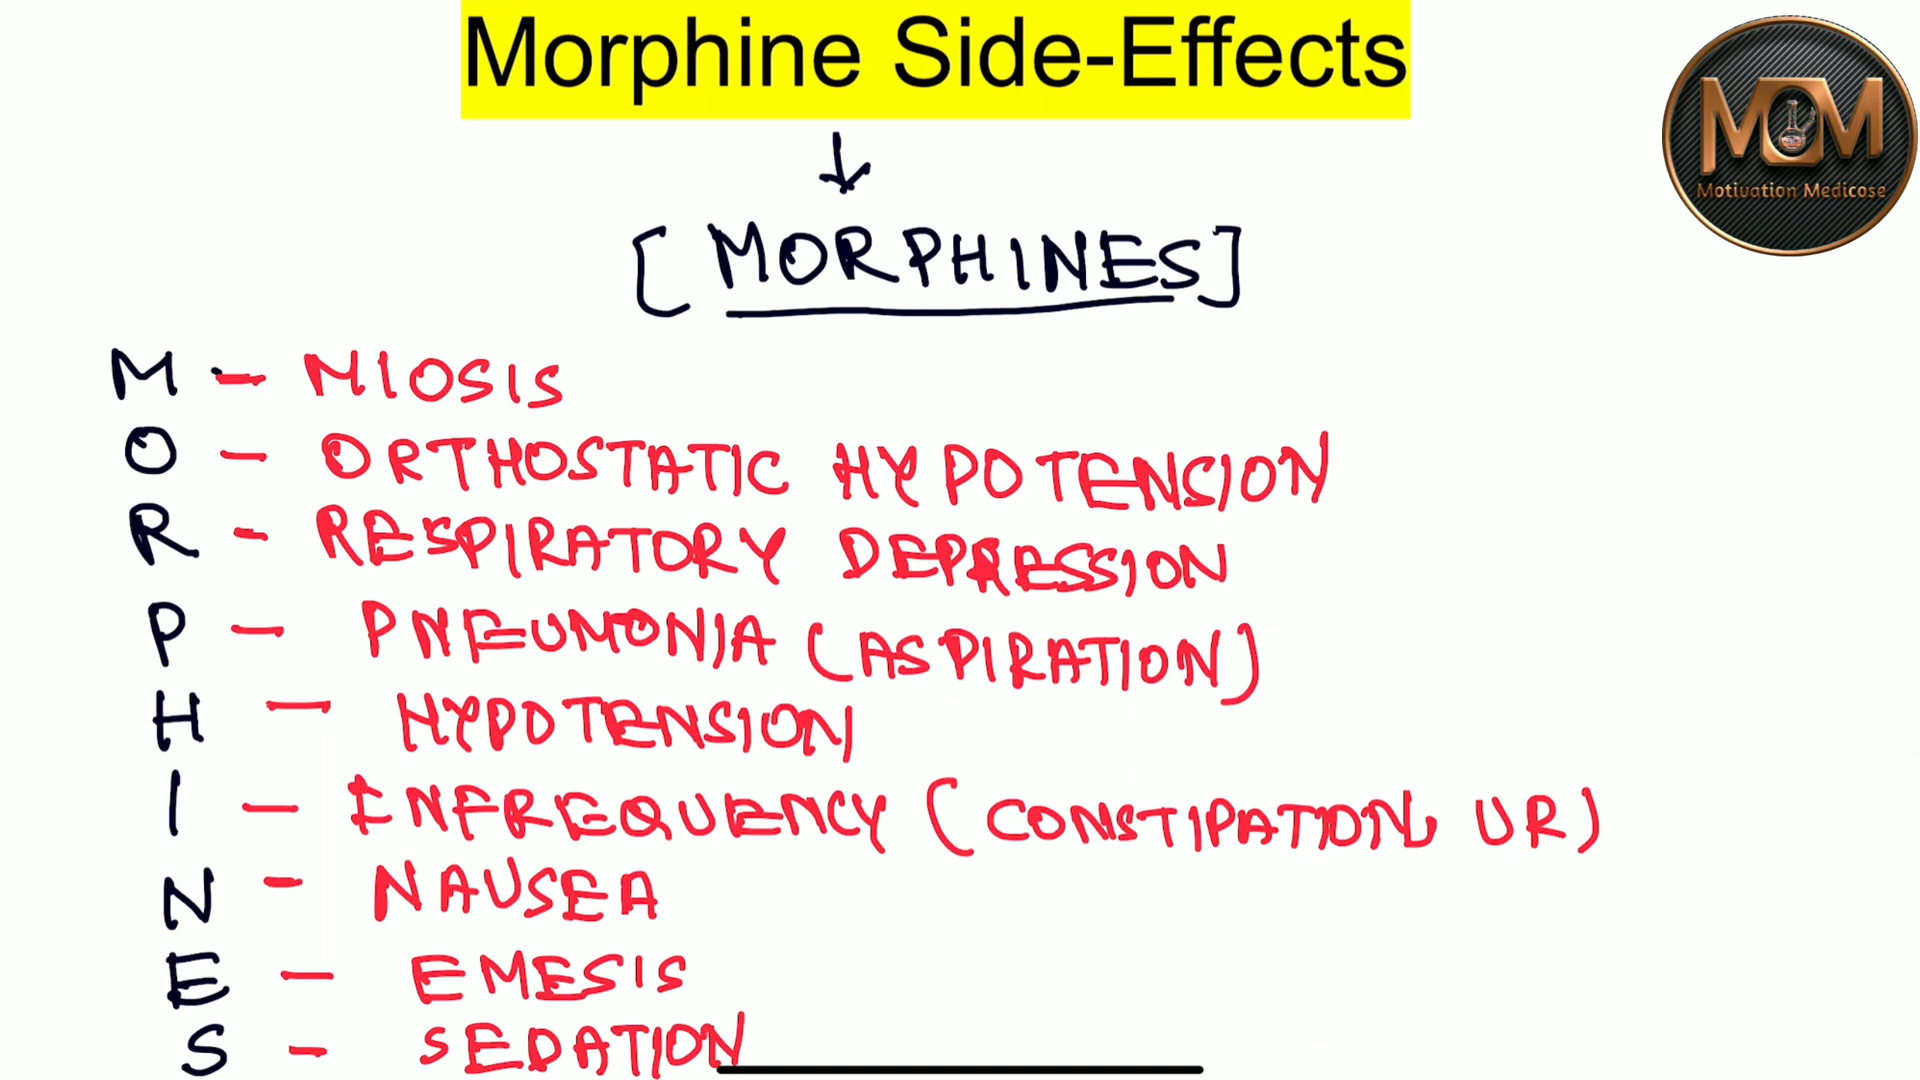 Morphine Side-Effects
MOM
Motivation Medicose
[MORPHINES]
M - MIOSIS
O - ORTHOSTATIC HYPOTENSION
R - RESPIRATORY DEPRESSION
P - PNEUMONIA (ASPIRATION)
H - HYPOTENSION
I - INFREQUENCY (CONSTIPATION, UR)
N - NAUSEA
E - EMESIS
S - SEDATION